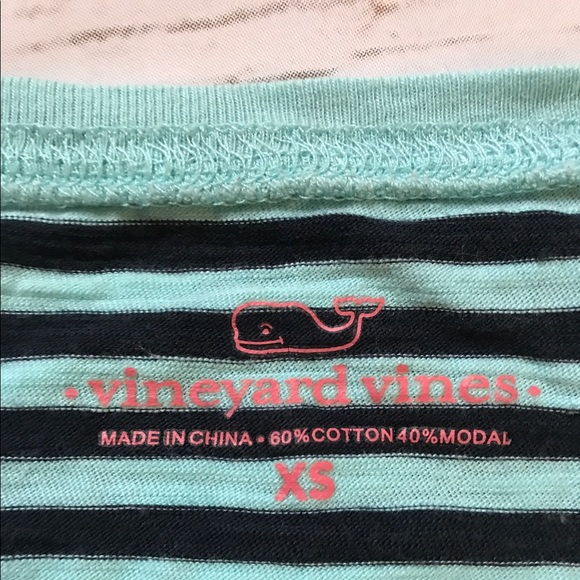 • vineyard vines •
MADE IN CHINA • 60% COTTON 40% MODAL
XS